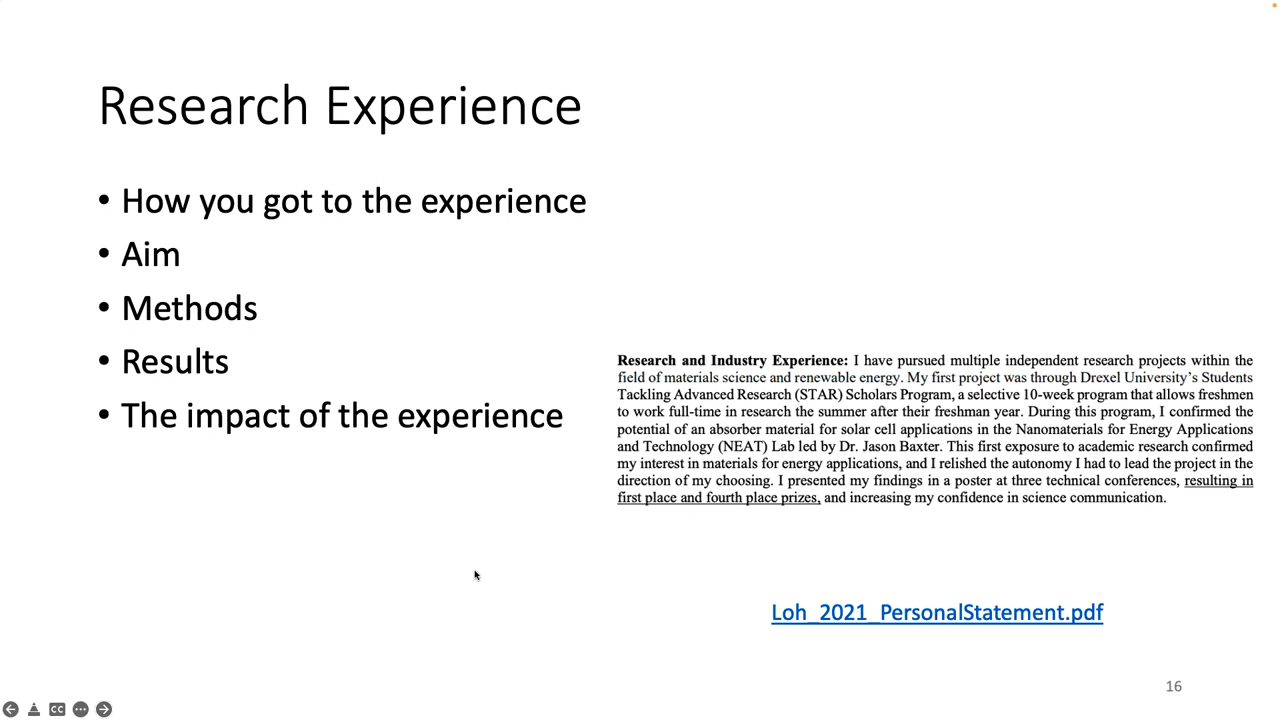 Research Experience
• How you got to the experience
• Aim
• Methods
• Results
• The impact of the experience
Research and Industry Experience: I have pursued multiple independent research projects within the
field of materials science and renewable energy. My first project was through Drexel University's Students
Tackling Advanced Research (STAR) Scholars Program, a selective 10-week program that allows freshmen
to work full-time in research the summer after their freshman year. During this program, I confirmed the
potential of an absorber material for solar cell applications in the Nanomaterials for Energy Applications
and Technology (NEAT) Lab led by Dr. Jason Baxter. This first exposure to academic research confirmed
my interest in materials for energy applications, and I relished the autonomy I had to lead the project in the
direction of my choosing. I presented my findings in a poster at three technical conferences, resulting in
first place and fourth place prizes, and increasing my confidence in science communication.
Loh_2021_PersonalStatement.pdf
16
CC